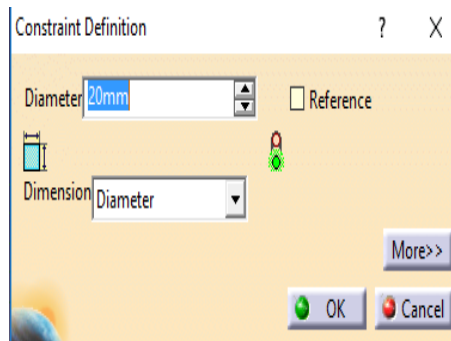 Constraint Definition ? X
Diameter 20mm Reference
Dimension Diameter
More>>
OK Cancel